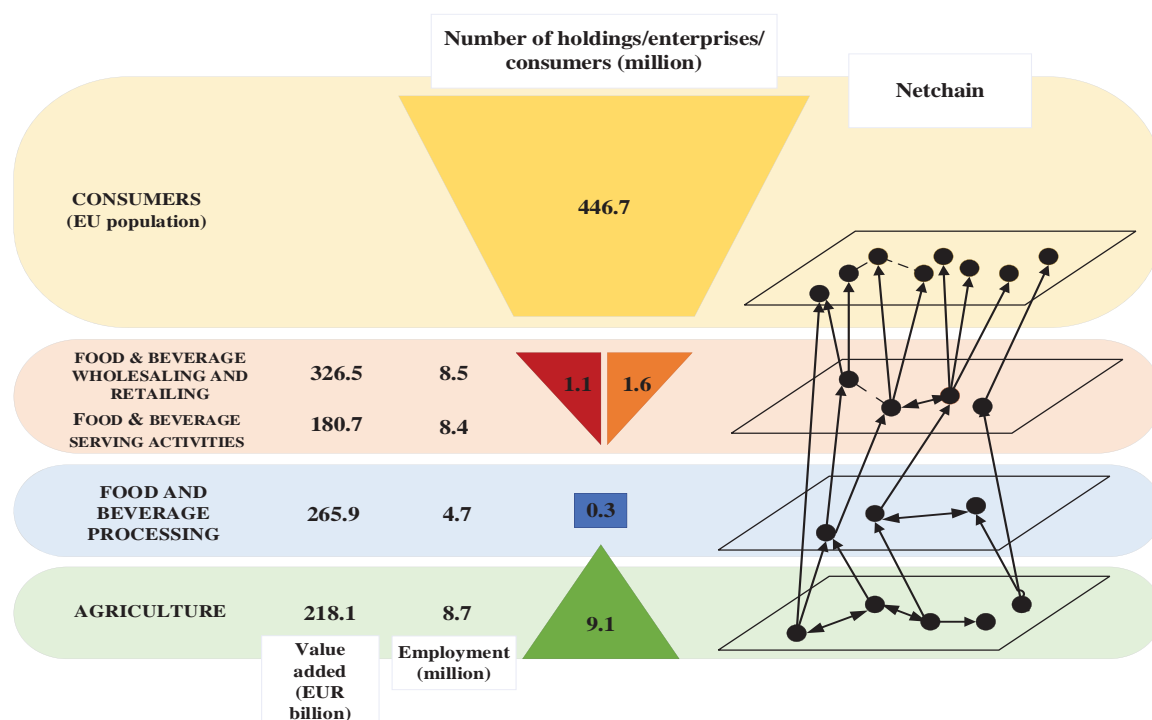 Number of holdings/enterprises/
consumers (million)
Netchain
CONSUMERS
(EU population)
446.7
FOOD & BEVERAGE
WHOLESALING AND
RETAILING
326.5
8.5
1.1
1.6
FOOD & BEVERAGE
SERVING ACTIVITIES
180.7
8.4
FOOD AND
BEVERAGE
PROCESSING
265.9
4.7
0.3
AGRICULTURE
218.1
8.7
9.1
Value
added
(EUR
billion)
Employment
(million)